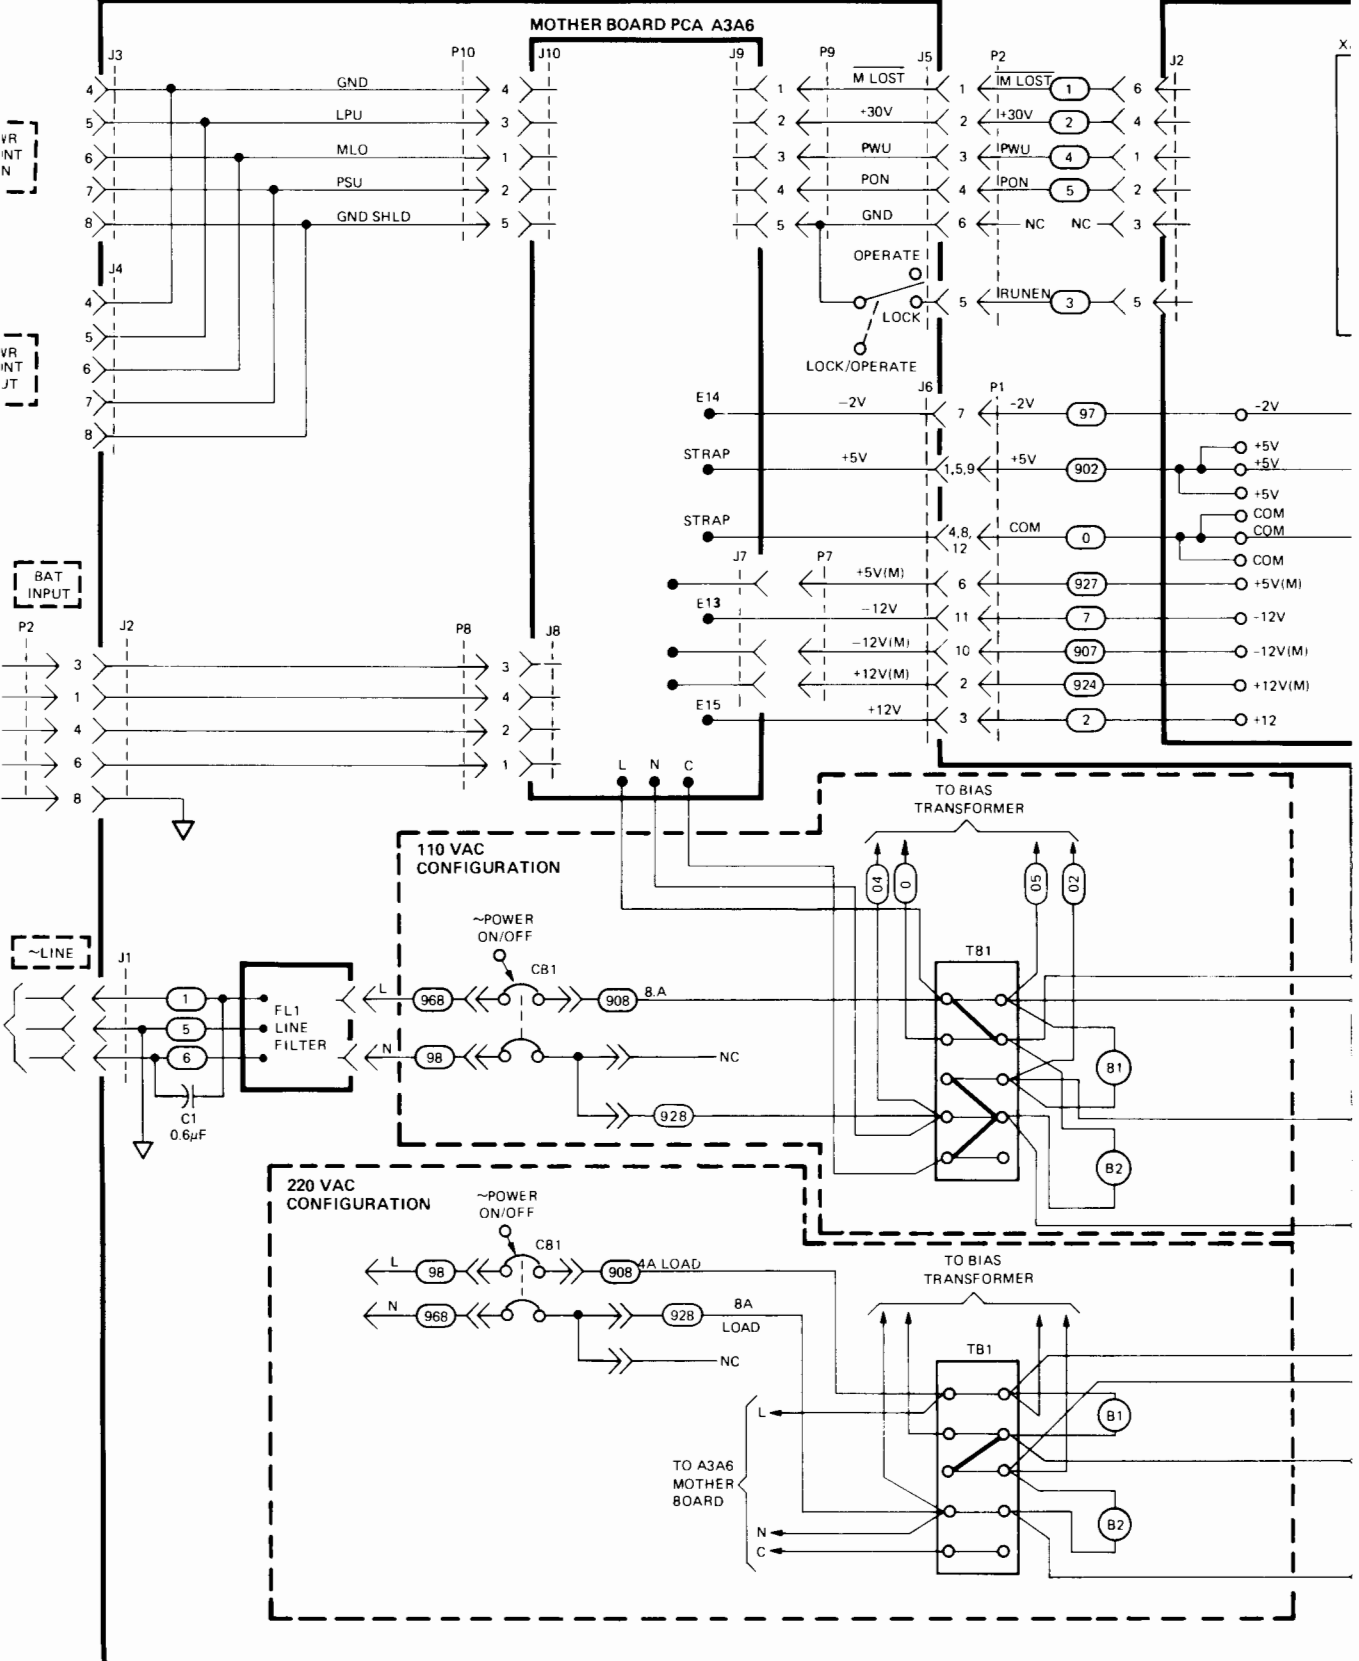 MOTHER BOARD PCA A3A6
J3
P10
J10
J9
P9
J5
P2
J2
X
4
GND
4
1
M LOST
1
M LOST
1
6
5
LPU
3
2
+30V
2
+30V
2
4
6
MLO
1
3
PWU
3
PWU
4
1
7
PSU
2
4
PON
4
PON
5
2
8
GND SHLD
5
5
GND
6
NC
NC
3
WR
INT
N
J4
OPERATE
4
5
RUNEN
3
5
LOCK
5
LOCK/OPERATE
6
7
8
WR
INT
UT
J6
P1
E14
-2V
7
-2V
97
-2V
+5V
STRAP
+5V
1,5,9
+5V
902
+5V
+5V
COM
STRAP
4,8,
12
COM
0
COM
COM
J7
P7
+5V(M)
6
927
+5V(M)
E13
-12V
11
7
-12V
-12V(M)
10
907
-12V(M)
+12V(M)
2
924
+12V(M)
E15
+12V
3
2
+12
BAT
INPUT
P2
J2
P8
J8
3
3
1
4
4
2
6
1
8
L N C
TO BIAS
TRANSFORMER
110 VAC
CONFIGURATION
04
0
05
02
~POWER
ON/OFF
CB1
TB1
~LINE
J1
1
5
6
C1
0.6µF
FL1
LINE
FILTER
L
968
908
8.A
N
98
NC
928
B1
B2
220 VAC
CONFIGURATION
~POWER
ON/OFF
CB1
L
98
908
4A LOAD
N
968
928
8A
LOAD
NC
TO BIAS
TRANSFORMER
TB1
B1
B2
L
TO A3A6
MOTHER
BOARD
N
C